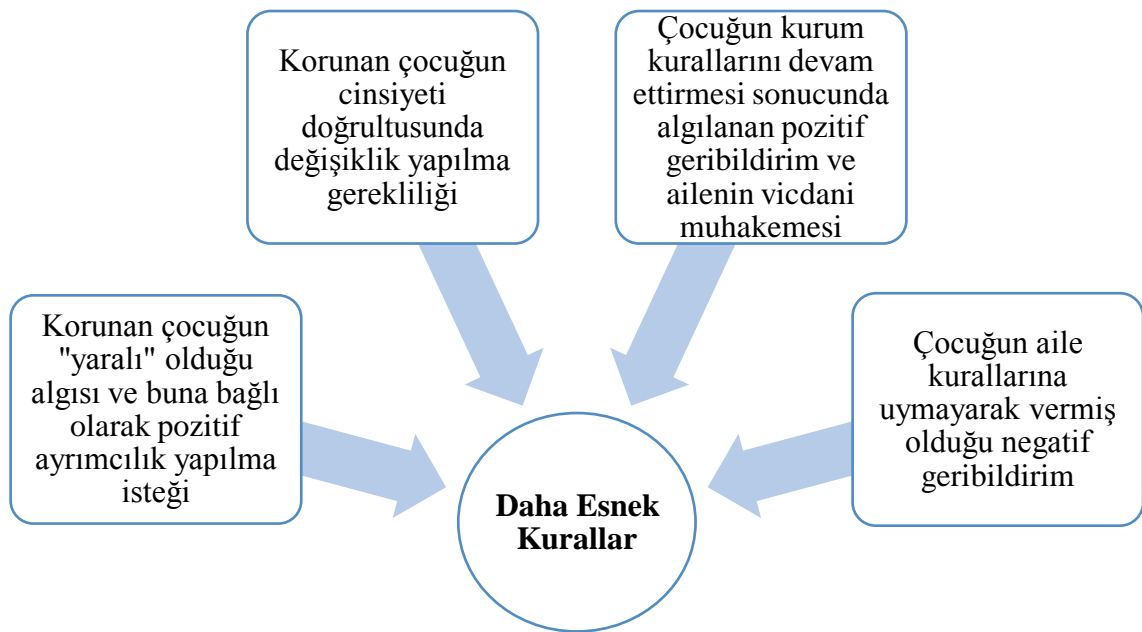 Korunan çocuğun
"yaralı" olduğu
algısı ve buna bağlı
olarak pozitif
ayrımcılık yapılma
isteği
Korunan çocuğun
cinsiyeti
doğrultusunda
değişiklik yapılma
gerekliliği
Çocuğun kurum
kurallarını devam
ettirmesi sonucunda
algılanan pozitif
geribildirim ve
ailenin vicdani
muhakemesi
Çocuğun aile
kurallarına
uymayarak vermiş
olduğu negatif
geribildirim
Daha Esnek
Kurallar